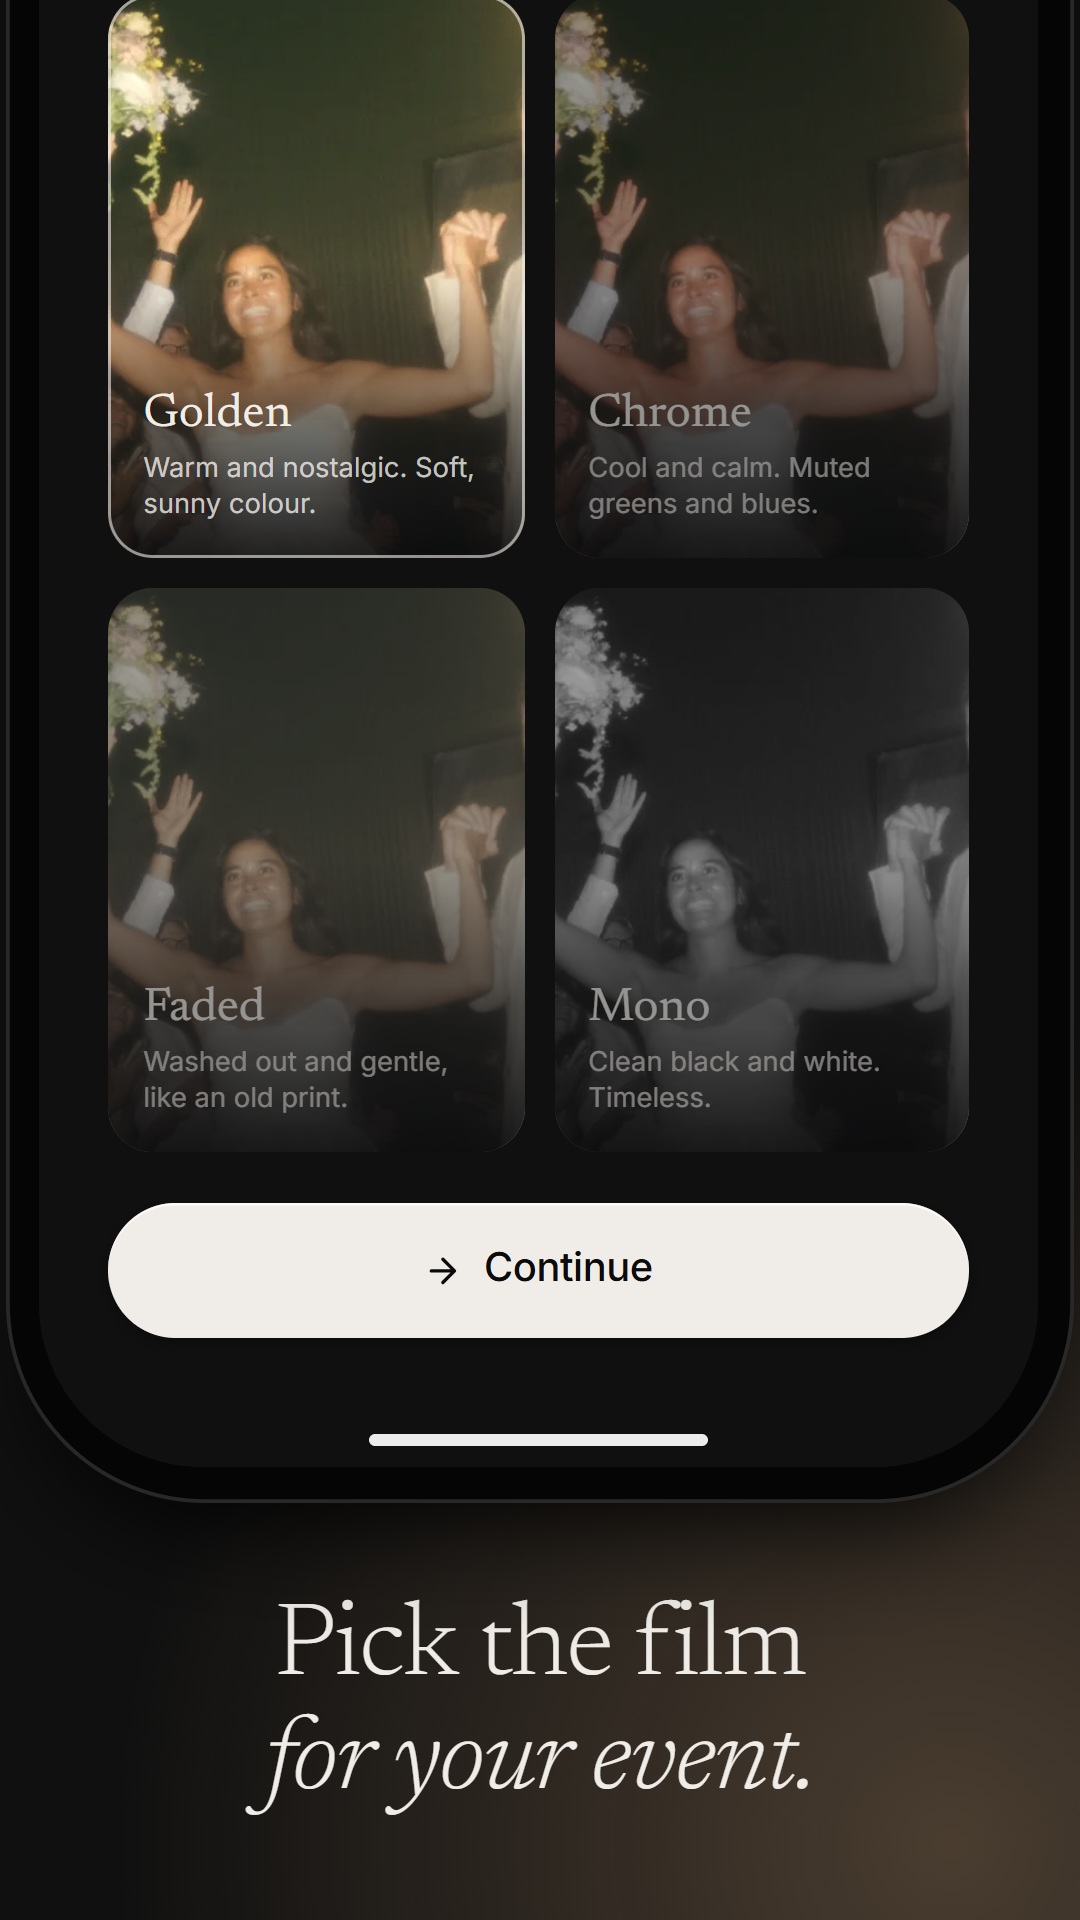 Golden
Warm and nostalgic. Soft,
sunny colour.
Chrome
Cool and calm. Muted
greens and blues.
Faded
Washed out and gentle,
like an old print.
Mono
Clean black and white.
Timeless.
Continue
Pick the film
for your event.